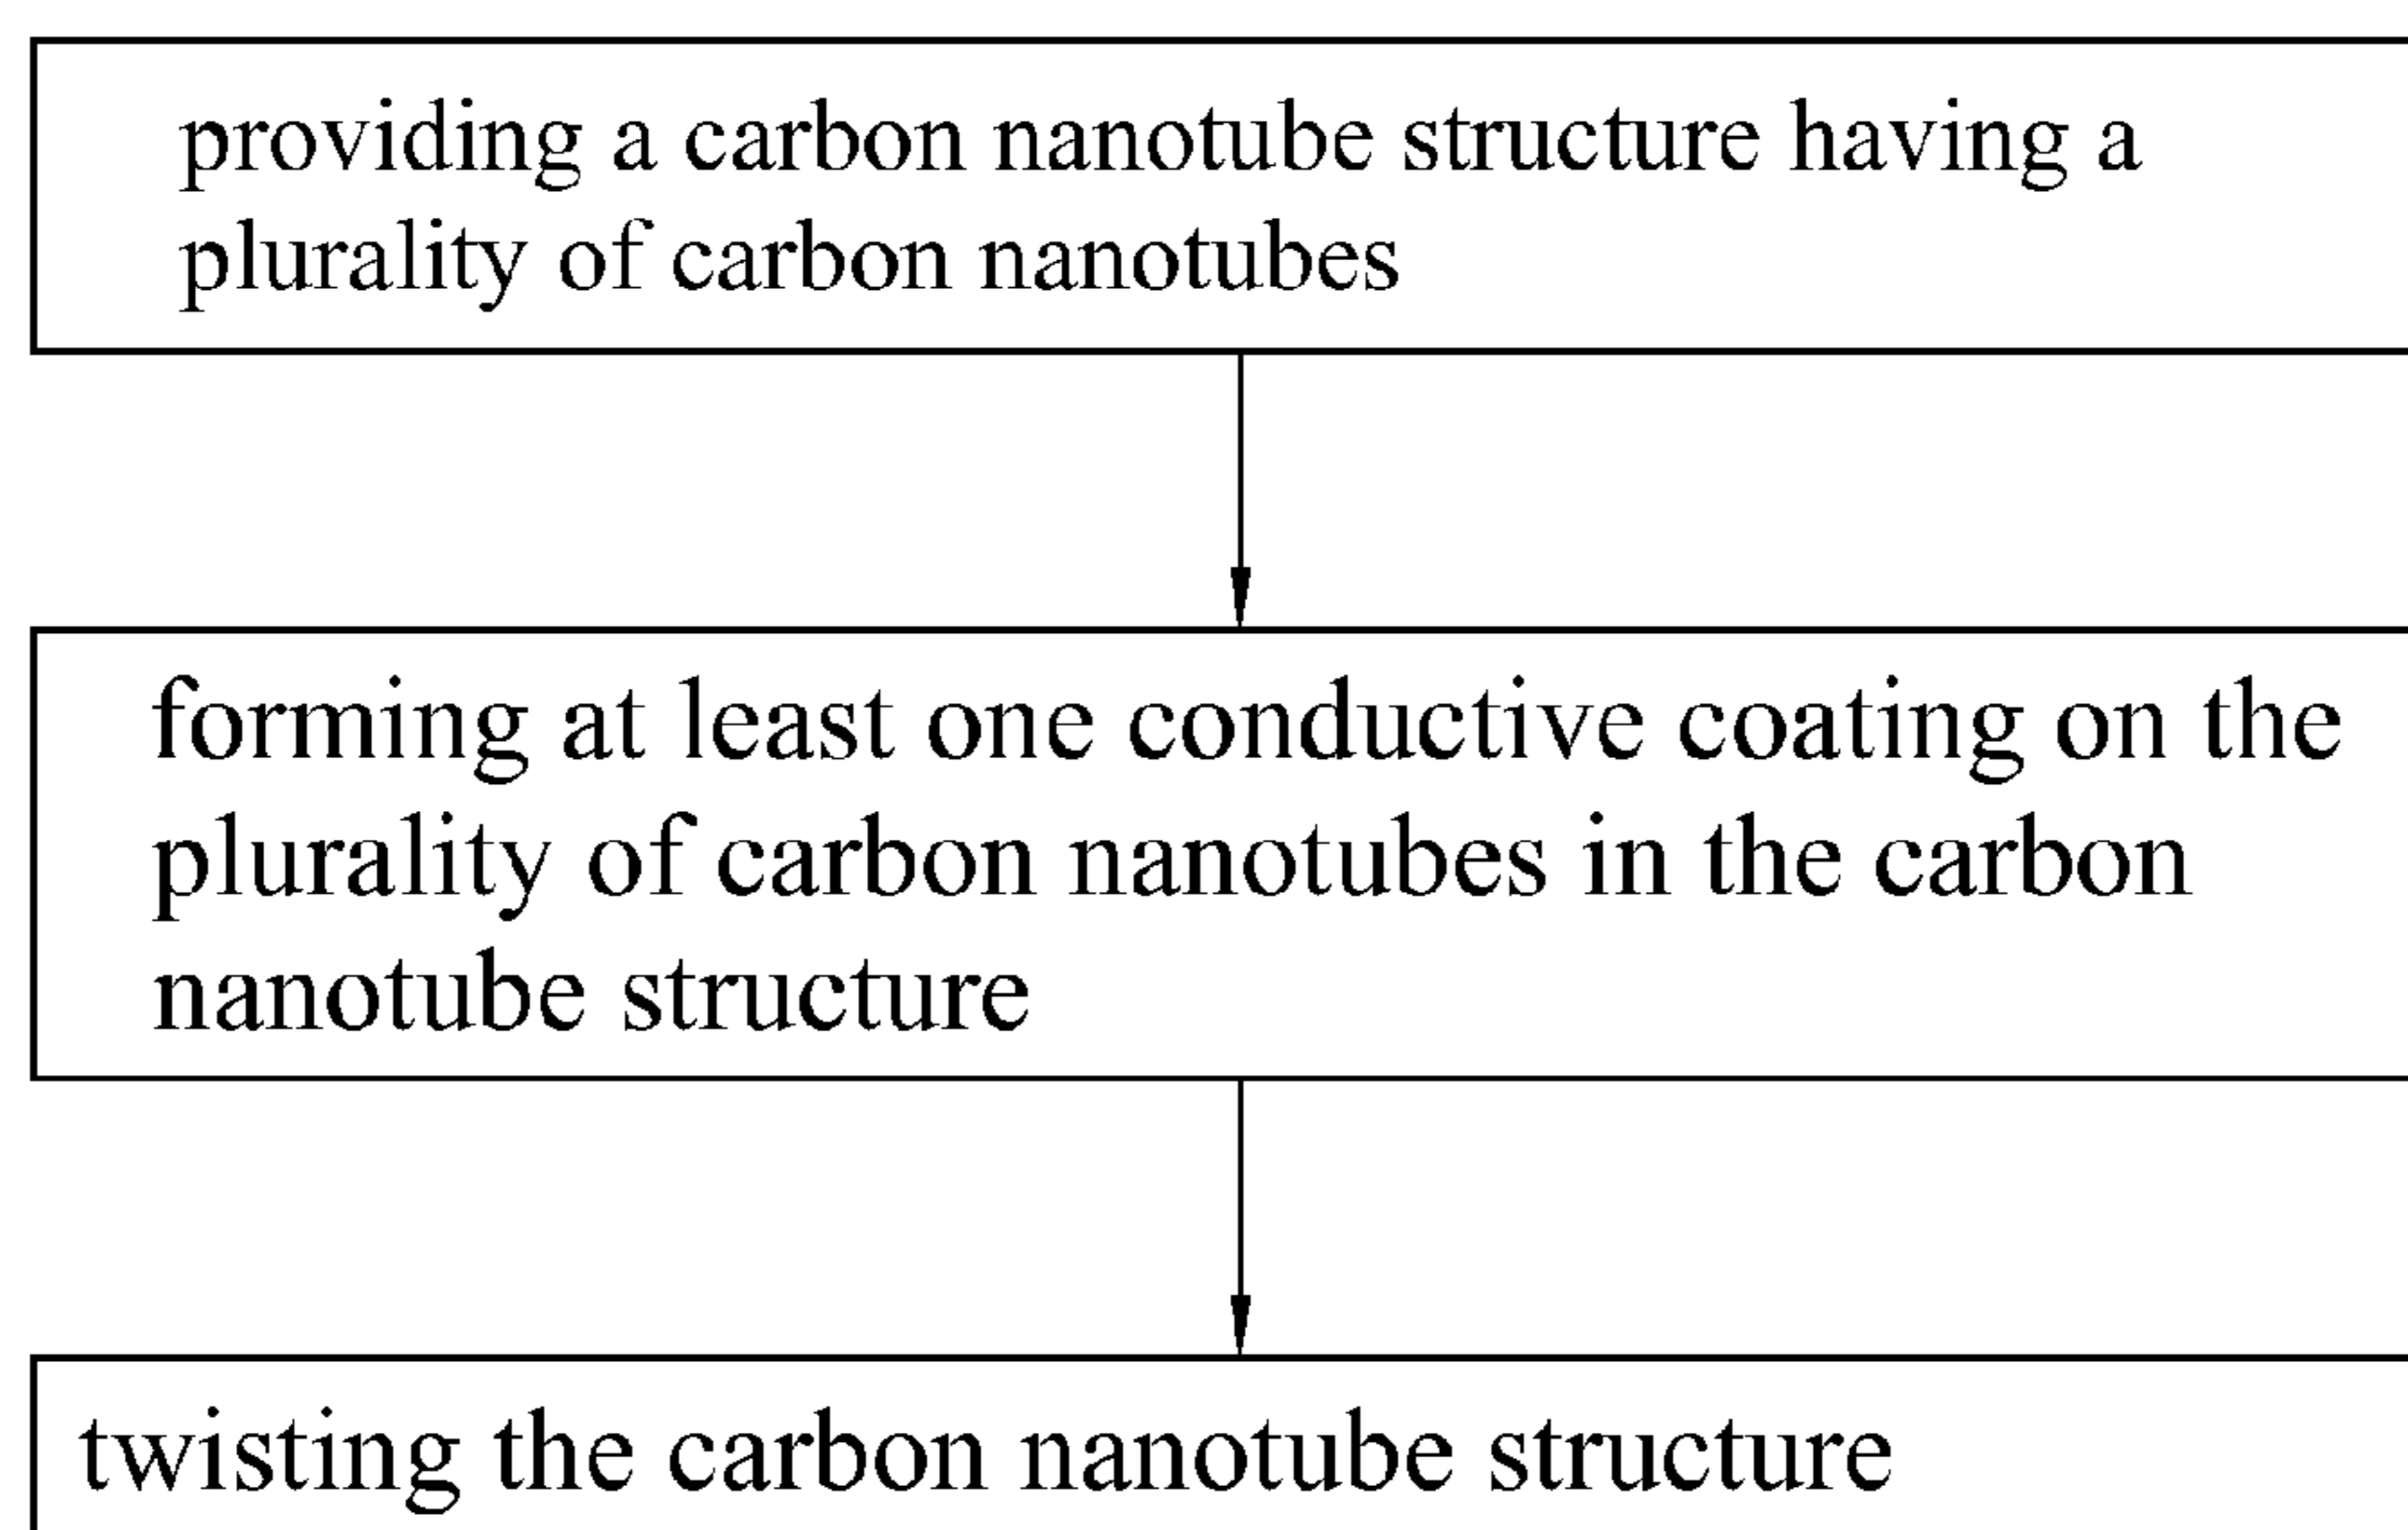 providing a carbon nanotube structure having a
plurality of carbon nanotubes
forming at least one conductive coating on the
plurality of carbon nanotubes in the carbon
nanotube structure
twisting the carbon nanotube structure